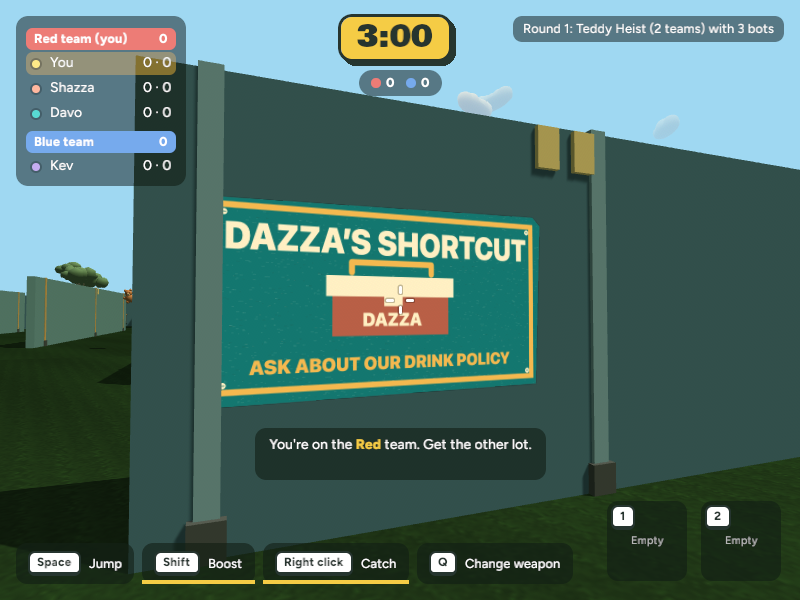 Red team (you) 0
You 0 · 0
Shazza 0 · 0
Davo 0 · 0
Blue team 0
Kev 0 · 0
3:00
0 0
Round 1: Teddy Heist (2 teams) with 3 bots
DAZZA'S SHORTCUT
DAZZA
ASK ABOUT OUR DRINK POLICY
You're on the Red team. Get the other lot.
Space Jump
Shift Boost
Right click Catch
Q Change weapon
1 Empty
2 Empty